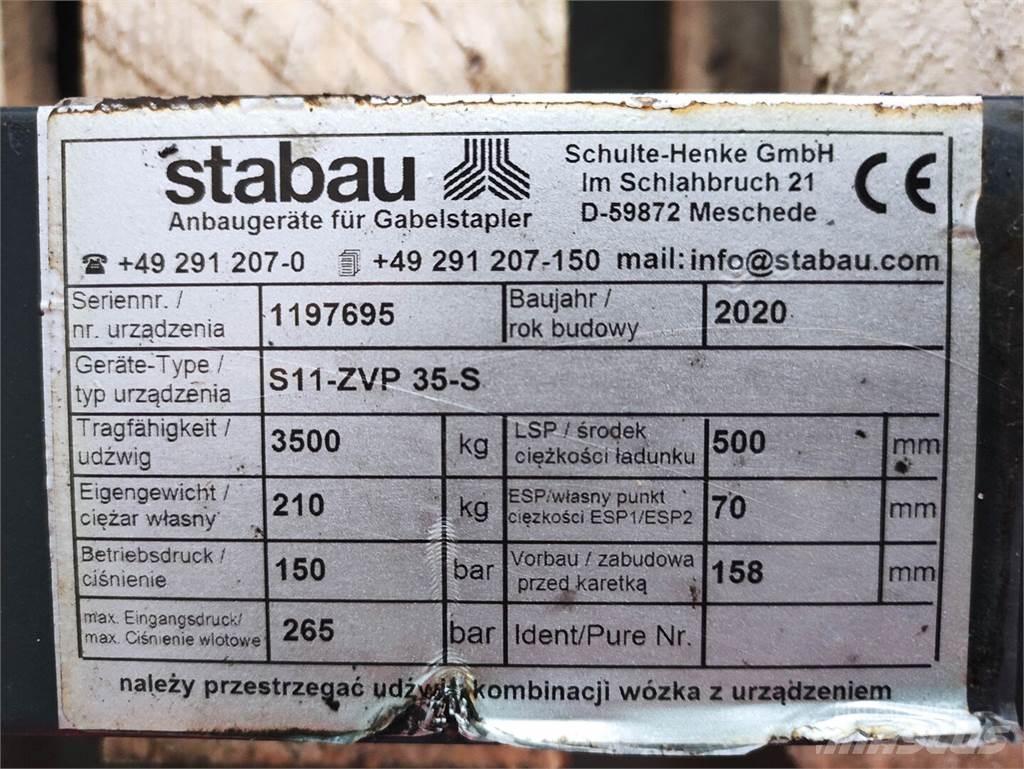 stabau
Anbaugeräte für Gabelstapler
Schulte-Henke GmbH
Im Schlahbruch 21
D-59872 Meschede
CE
+49 291 207-0 +49 291 207-150 mail: info@stabau.com
Seriennr. /
nr. urządzenia
1197695
Baujahr /
rok budowy
2020
Geräte-Type /
typ urządzenia
S11-ZVP 35-S
Tragfähigkeit /
udźwig
3500
kg
LSP / środek
ciężkości ładunku
500
mm
Eigengewicht /
ciężar własny
210
kg
ESP/własny punkt
cięzkości ESP1/ESP2
70
mm
Betriebsdruck /
ciśnienie
150
bar
Vorbau / zabudowa
przed karetką
158
mm
max. Eingangsdruck/
max. Ciśnienie wlotowe
265
bar
Ident/Pure Nr.
należy przestrzegać kombinacji wózka z urządzeniem
MASCUS